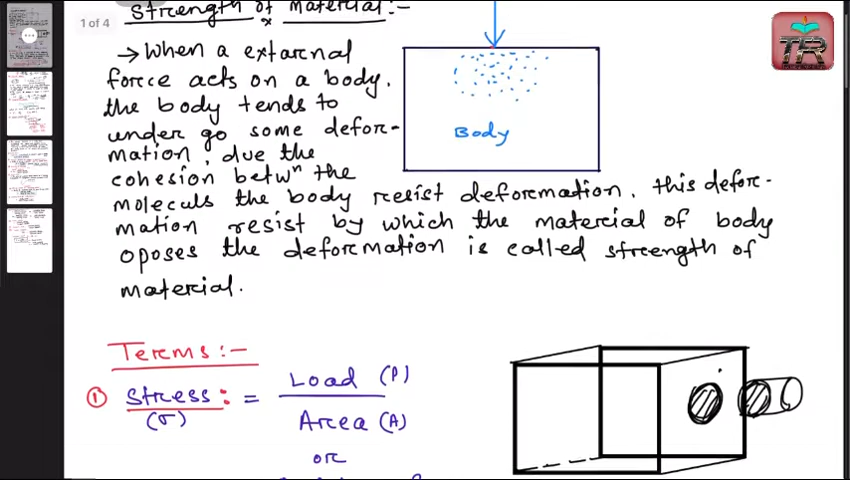 1 of 4
Strength of material :-
→ When a external
force acts on a body.
the body tends to
under go some defor-
mation, due the
cohesion betwⁿ the
moleculs the body resist deformation. This defor-
mation resist by which the material of body
oposes the deformation is called strength of
material.
Body
TR
Terms :-
① Stress : = Load (P)
(σ) Area (A)
or